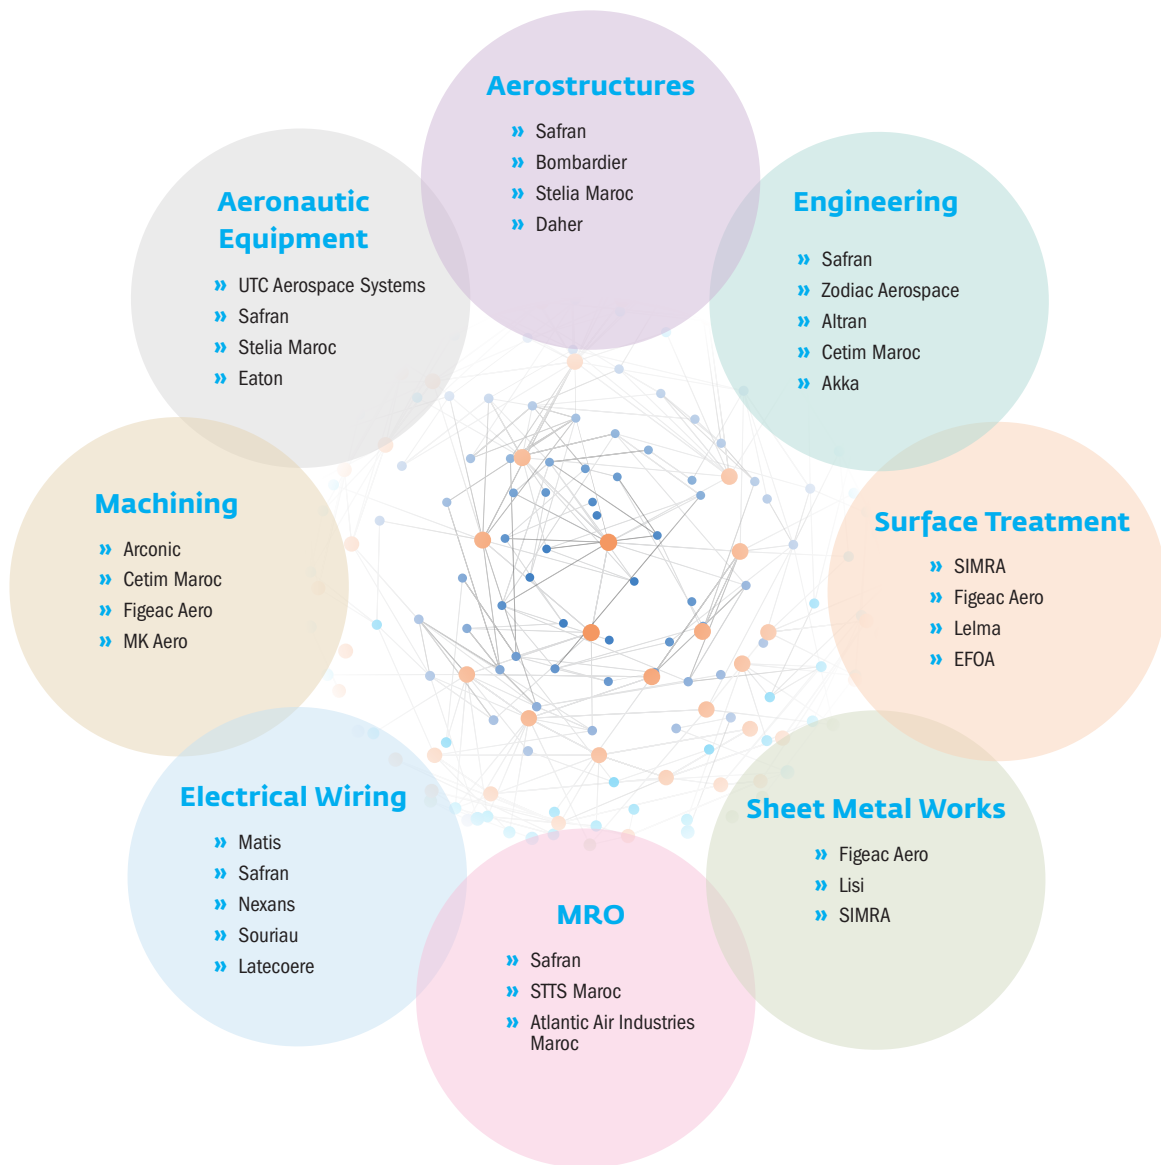 Aerostructures
» Safran
» Bombardier
» Stelia Maroc
» Daher
Engineering
» Safran
» Zodiac Aerospace
» Altran
» Cetim Maroc
» Akka
Surface Treatment
» SIMRA
» Figeac Aero
» Lelma
» EFOA
Sheet Metal Works
» Figeac Aero
» Lisi
» SIMRA
MRO
» Safran
» STTS Maroc
» Atlantic Air Industries
Maroc
Electrical Wiring
» Matis
» Safran
» Nexans
» Souriau
» Latecoere
Machining
» Arconic
» Cetim Maroc
» Figeac Aero
» MK Aero
Aeronautic
Equipment
» UTC Aerospace Systems
» Safran
» Stelia Maroc
» Eaton